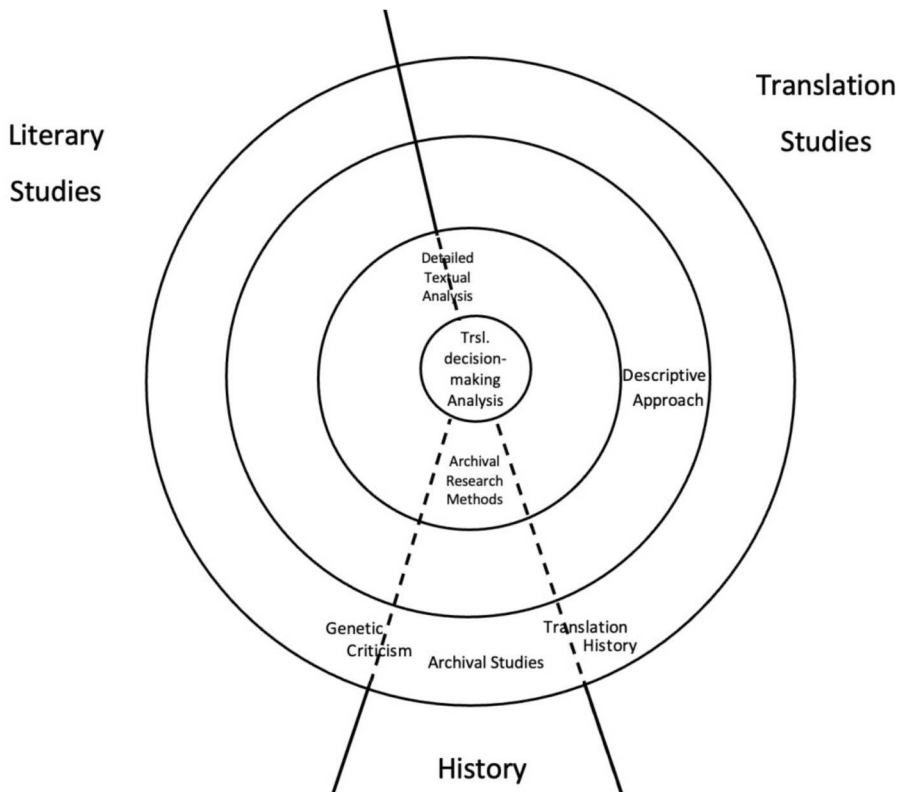 Literary
Studies
Translation
Studies
Detailed
Textual
Analysis
Trsl.
decision-
making
Analysis
Descriptive
Approach
Archival
Research
Methods
Genetic
Criticism
Archival Studies
Translation
History
History